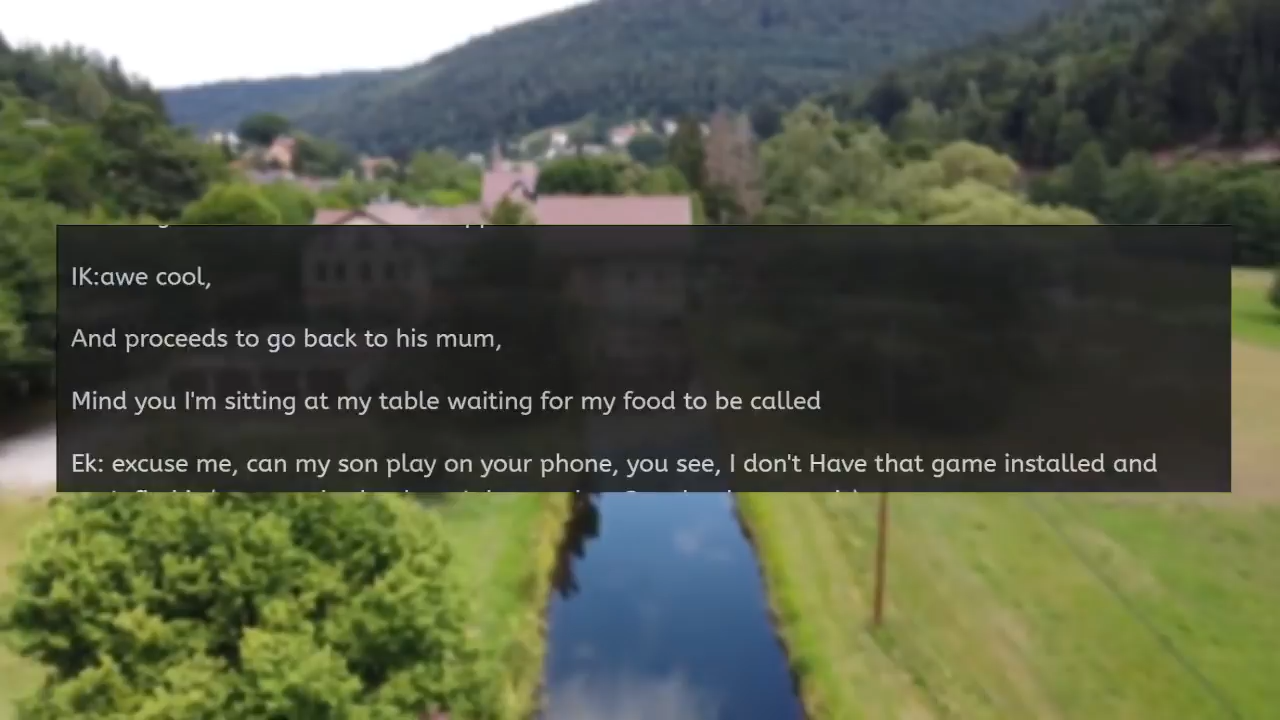 IK:awe cool,
And proceeds to go back to his mum,
Mind you I'm sitting at my table waiting for my food to be called
Ek: excuse me, can my son play on your phone, you see, I don't Have that game installed and